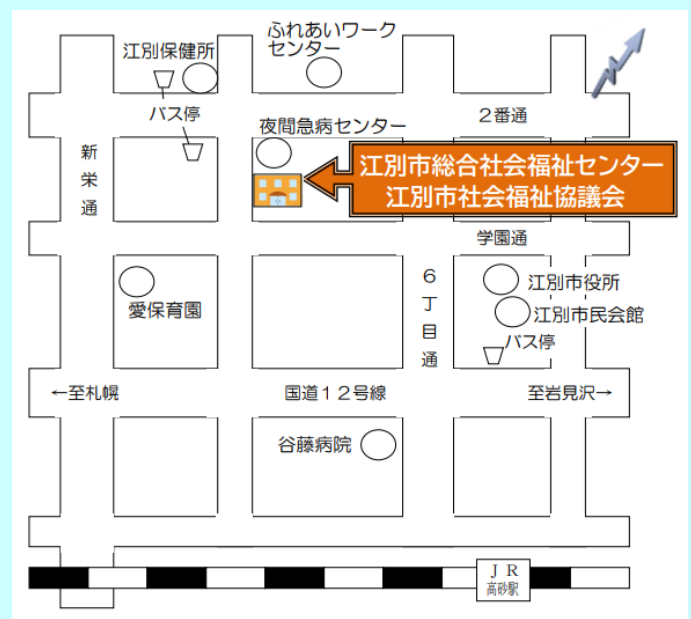 ふれあいワーク
センター
江別保健所
バス停
２番通
夜間急病センター
新栄通
江別市総合社会福祉センター
江別市社会福祉協議会
学園通
６丁目通
江別市役所
江別市民会館
愛保育園
バス停
←至札幌
国道１２号線
至岩見沢→
谷藤病院
ＪＲ
高砂駅